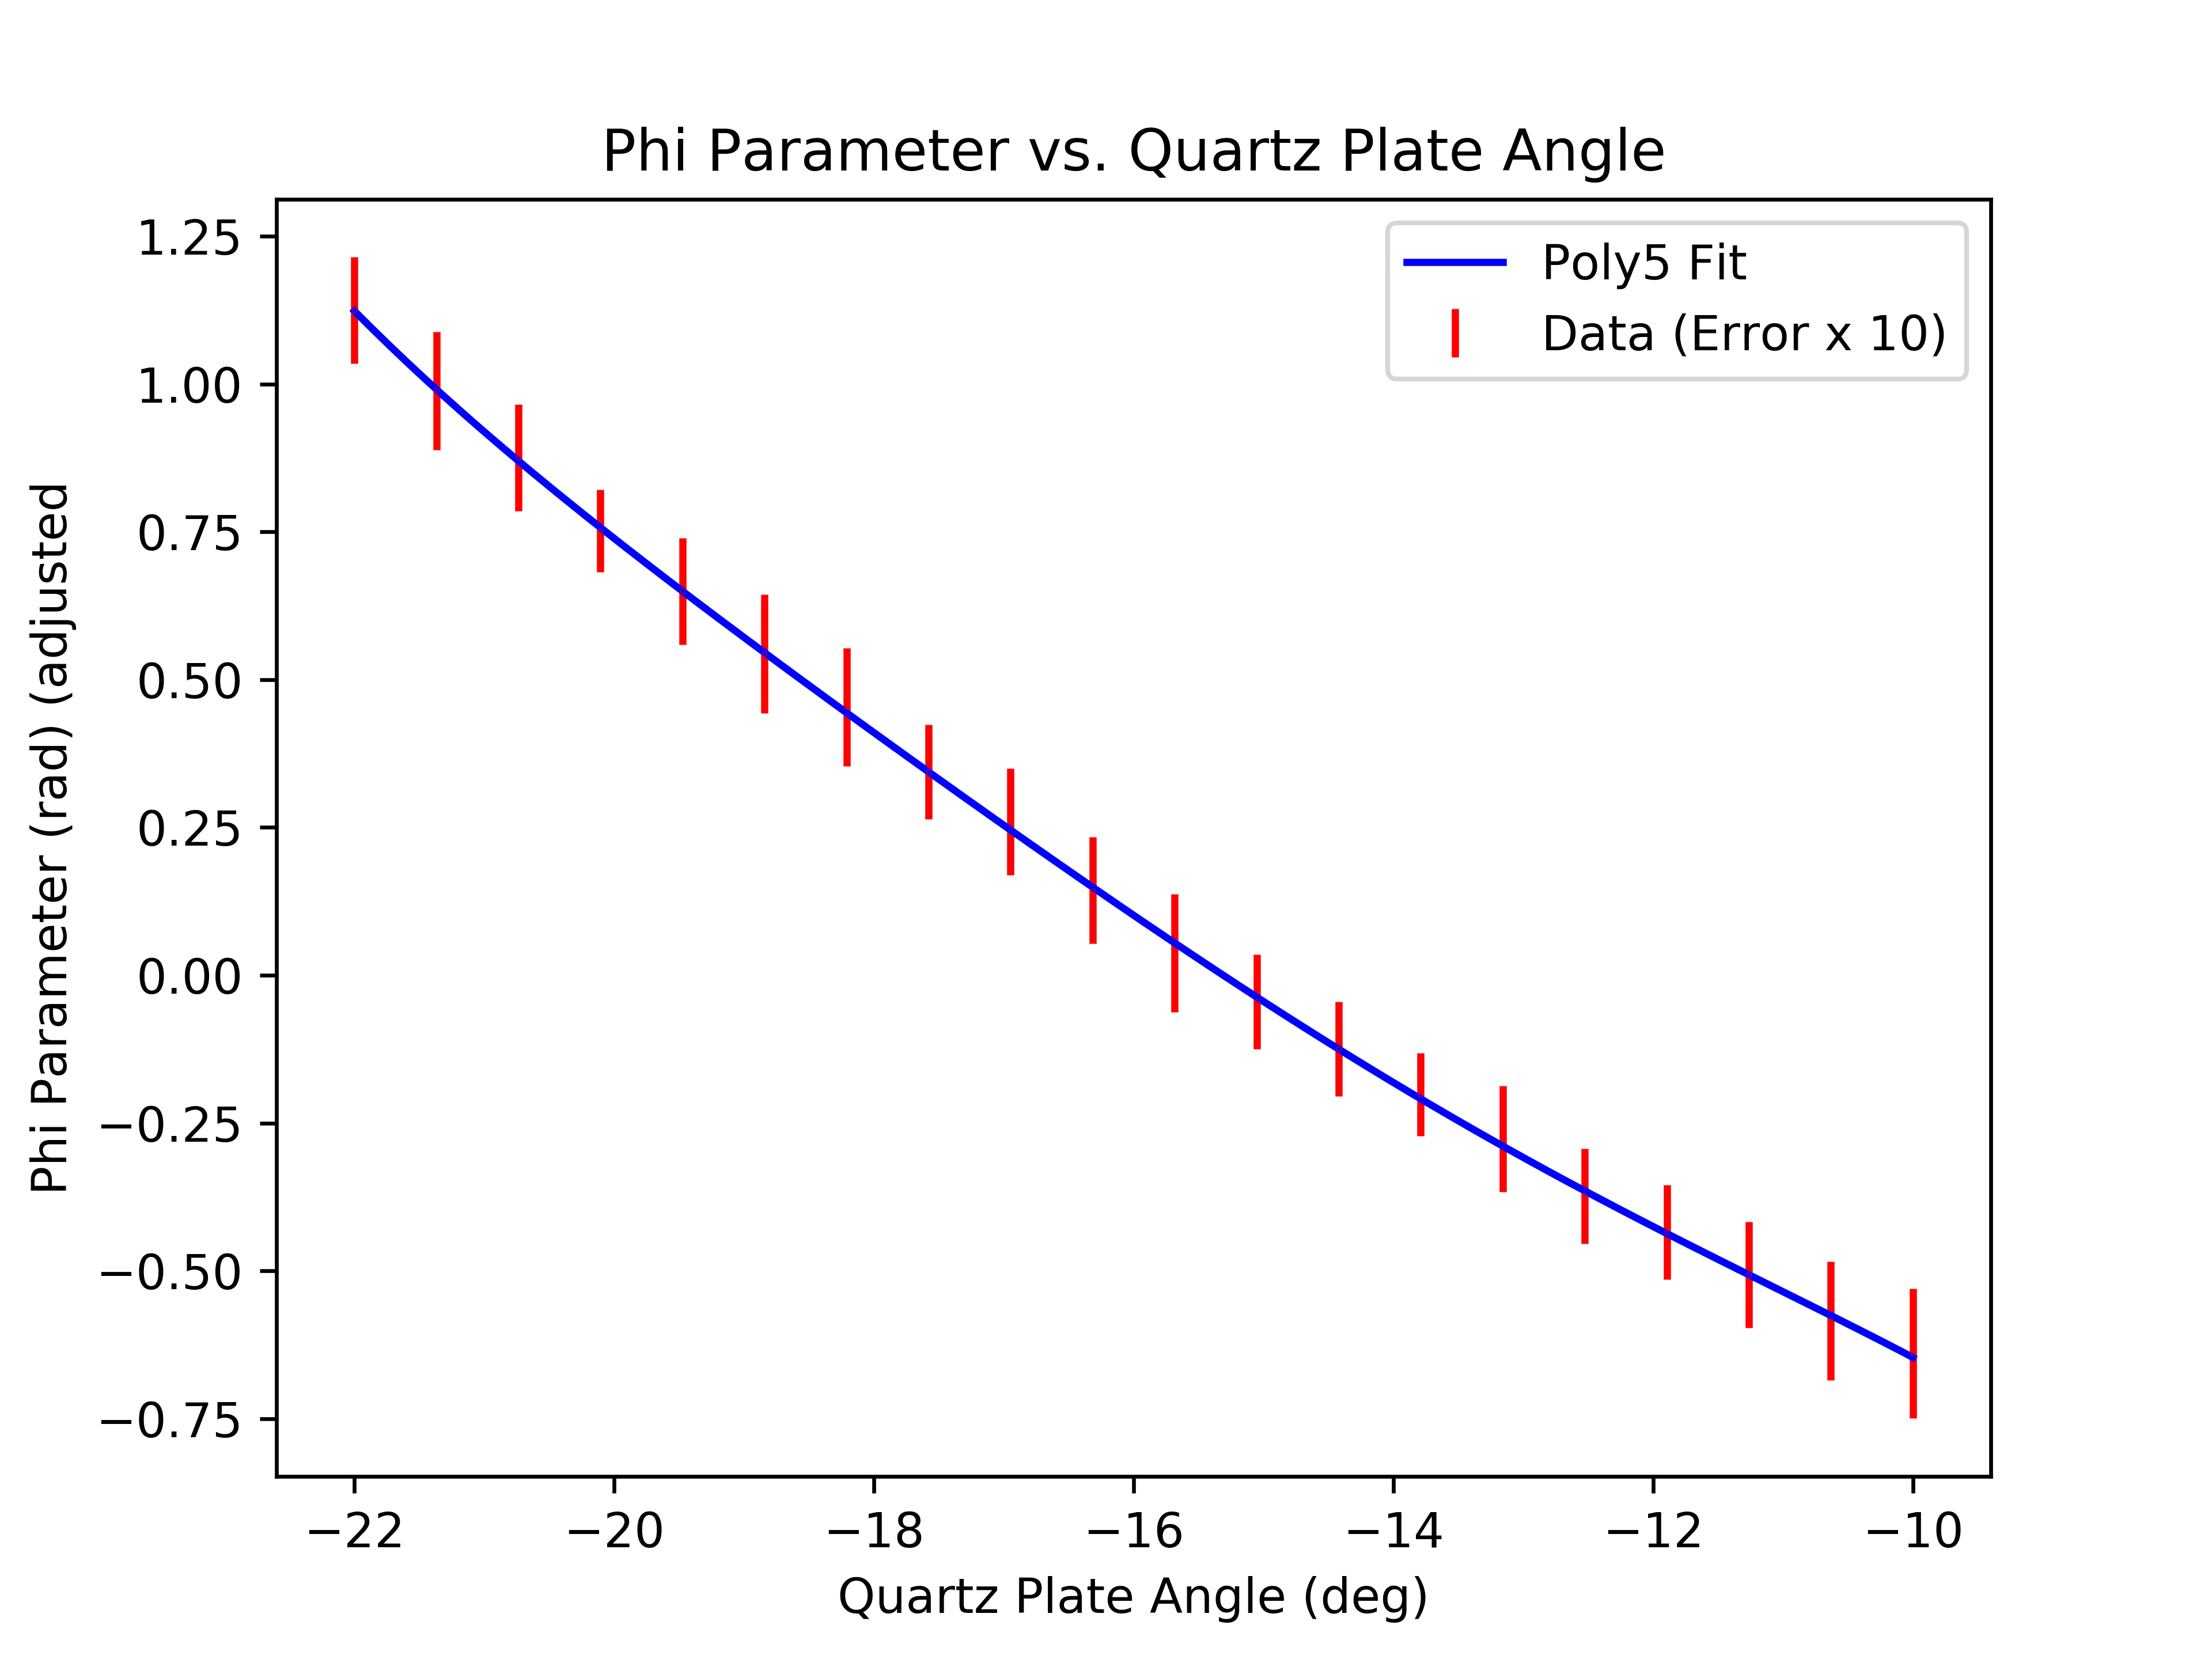 Phi Parameter vs. Quartz Plate Angle
Poly5 Fit
Data (Error x 10)
Phi Parameter (rad) (adjusted
1.25
1.00
0.75
0.50
0.25
0.00
−0.25
−0.50
−0.75
−22 −20 −18 −16 −14 −12 −10
Quartz Plate Angle (deg)